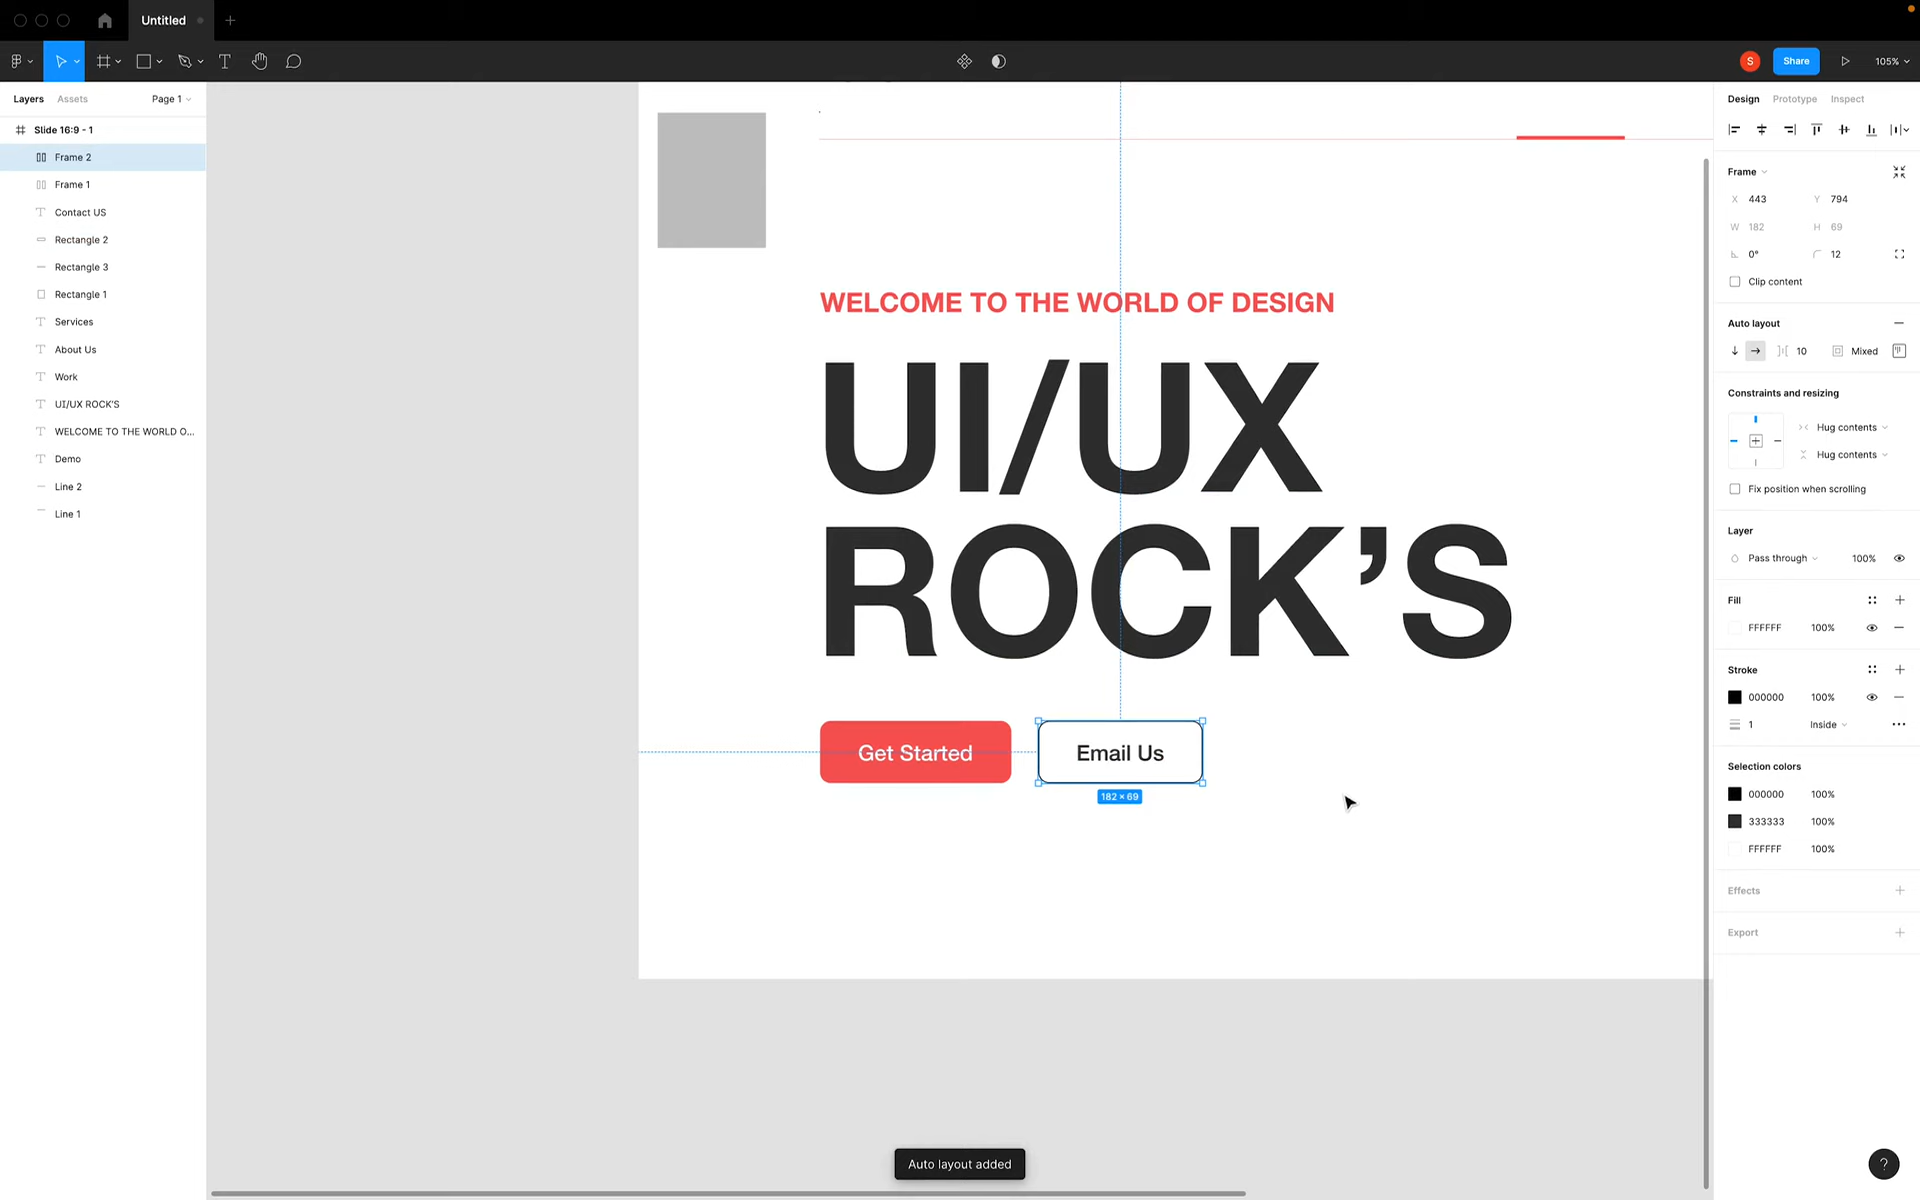 Untitled
S
Share
105%
Layers
Assets
Page 1
Slide 16:9 - 1
Frame 2
Frame 1
Contact US
Rectangle 2
Rectangle 3
Rectangle 1
Services
About Us
Work
UI/UX ROCK'S
WELCOME TO THE WORLD O...
Demo
Line 2
Line 1
WELCOME TO THE WORLD OF DESIGN
UI/UX
ROCK’S
Get Started
Email Us
182 × 69
Auto layout added
Design
Prototype
Inspect
Frame
X 443
Y 794
W 182
H 69
0°
12
Clip content
Auto layout
10
Mixed
Constraints and resizing
Hug contents
Hug contents
Fix position when scrolling
Layer
Pass through
100%
Fill
FFFFFF
100%
Stroke
000000
100%
1
Inside
Selection colors
000000
100%
333333
100%
FFFFFF
100%
Effects
Export
?